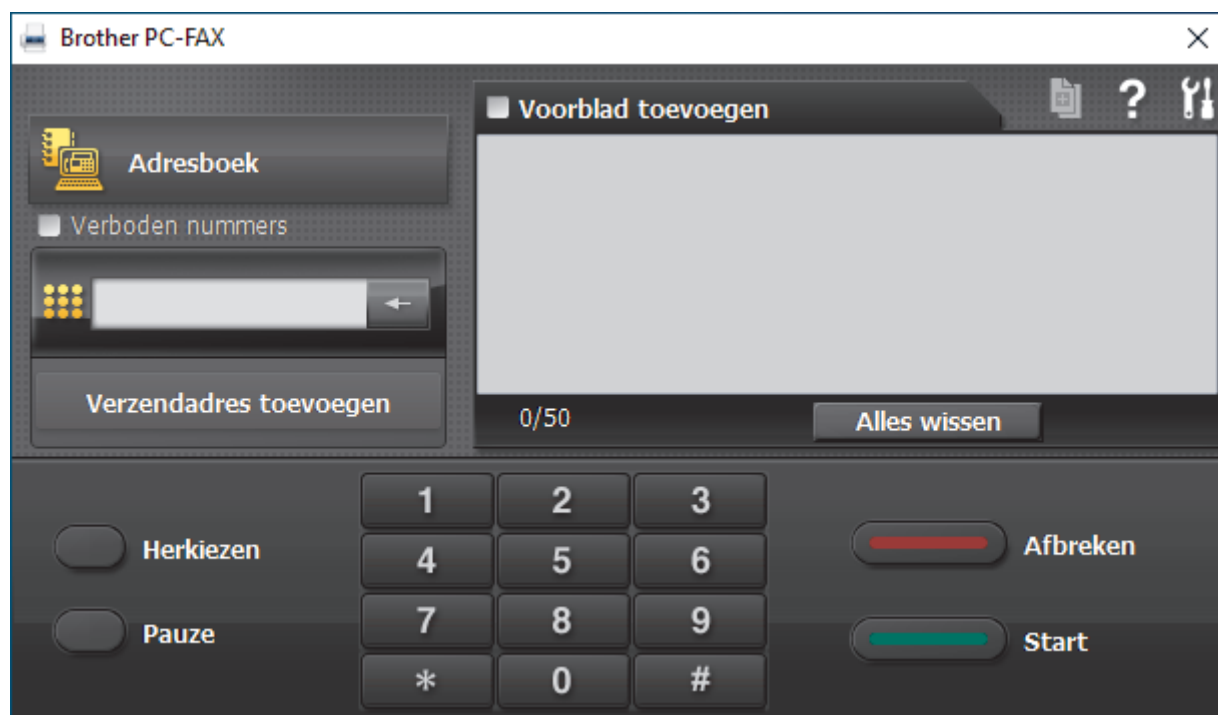 Brother PC-FAX
Voorblad toevoegen
?
Adresboek
Verboden nummers
Verzendadres toevoegen
0/50
Alles wissen
1 2 3
Herkiezen
4 5 6
Afbreken
Pauze
7 8 9
Start
* 0 #